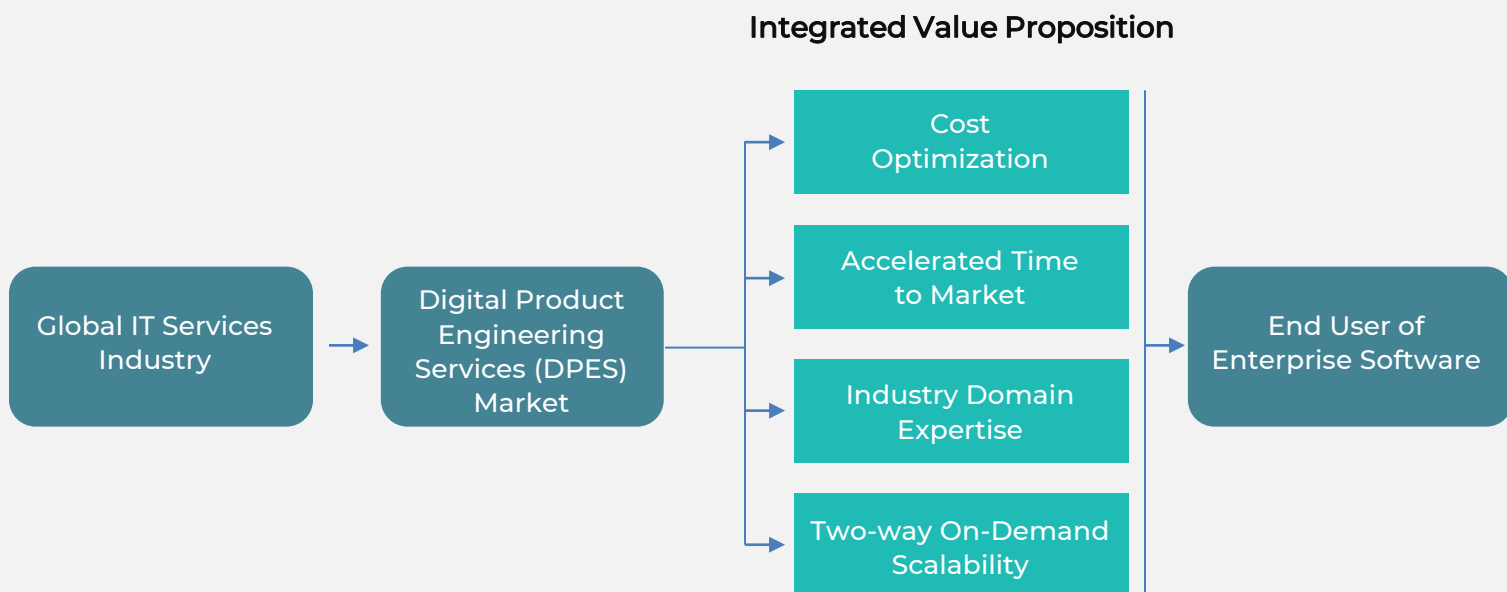 Integrated Value Proposition
Global IT Services
Industry
Digital Product
Engineering
Services (DPES)
Market
Cost
Optimization
Accelerated Time
to Market
Industry Domain
Expertise
Two-way On-Demand
Scalability
End User of
Enterprise Software